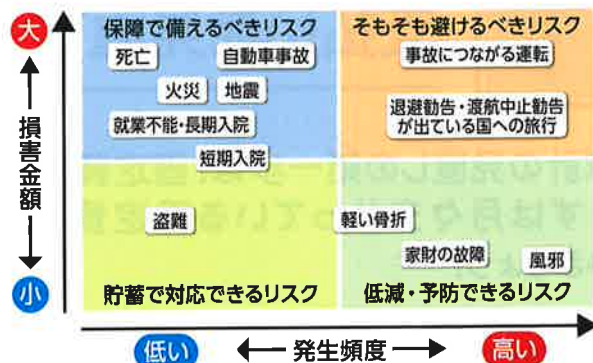 大
損害金額
小
保障で備えるべきリスク
死亡
自動車事故
火災
地震
就業不能・長期入院
短期入院
そもそも避けるべきリスク
事故につながる運転
退避勧告・渡航中止勧告
が出ている国への旅行
盗難
貯蓄で対応できるリスク
軽い骨折
家財の故障
風邪
低減・予防できるリスク
低い
発生頻度
高い